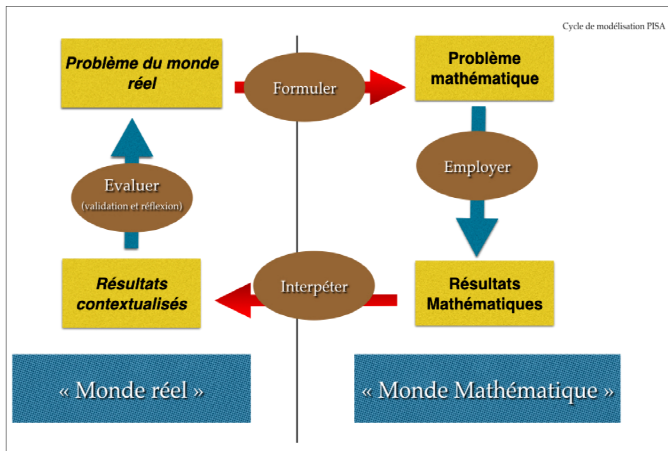 Cycle de modélisation PISA
Problème du monde
réel
Formuler
Problème
mathématique
Evaluer
(validation et réflexion)
Employer
Résultats
contextualisés
Interpéter
Résultats
Mathématiques
« Monde réel »
« Monde Mathématique »